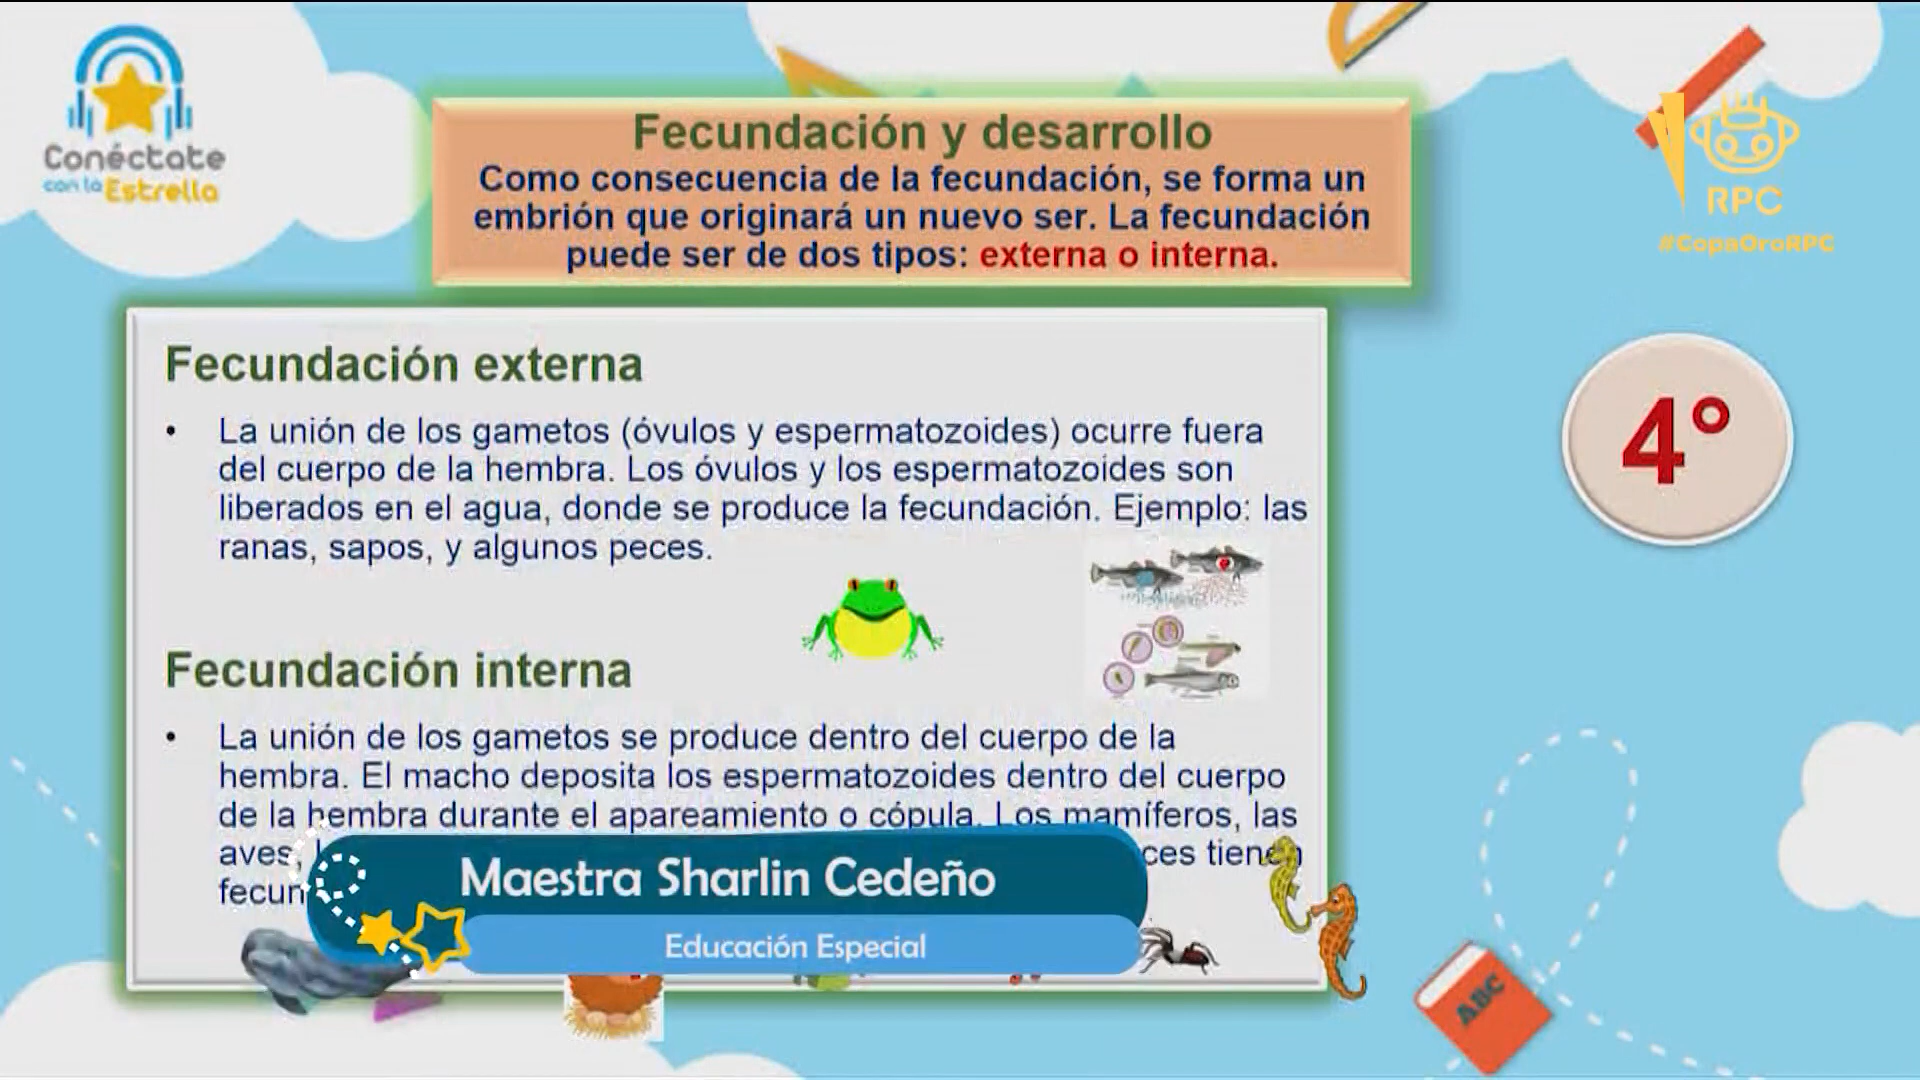 Conéctate
con la Estrella
Fecundación y desarrollo
Como consecuencia de la fecundación, se forma un
embrión que originará un nuevo ser. La fecundación
puede ser de dos tipos: externa o interna.
RPC
#CopaOroRPC
4°
Fecundación externa
• La unión de los gametos (óvulos y espermatozoides) ocurre fuera
del cuerpo de la hembra. Los óvulos y los espermatozoides son
liberados en el agua, donde se produce la fecundación. Ejemplo: las
ranas, sapos, y algunos peces.
Fecundación interna
• La unión de los gametos se produce dentro del cuerpo de la
hembra. El macho deposita los espermatozoides dentro del cuerpo
de la hembra durante el apareamiento o cópula. Los mamíferos, las
aves, ces tienen
fecun
Maestra Sharlin Cedeño
Educación Especial
ABC